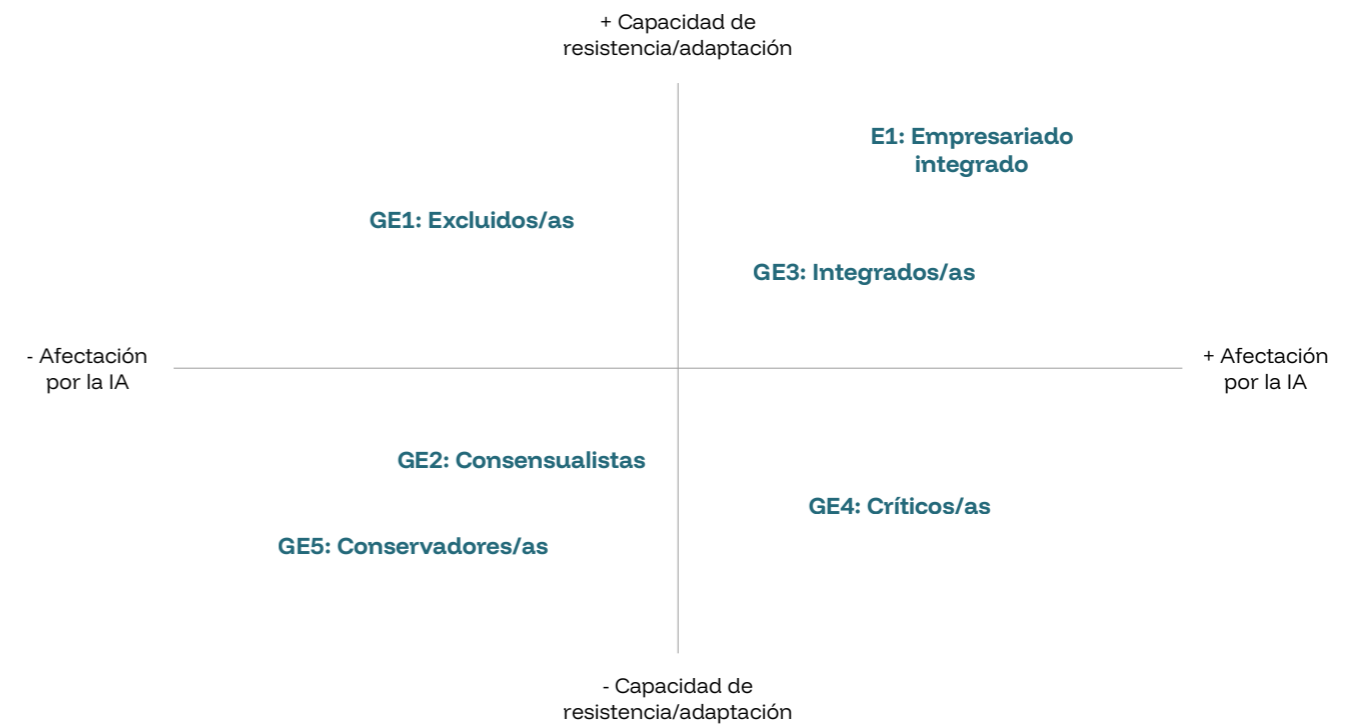 + Capacidad de
resistencia/adaptación
E1: Empresariado
integrado
GE1: Excluidos/as
GE3: Integrados/as
- Afectación
por la IA
+ Afectación
por la IA
GE2: Consensualistas
GE4: Críticos/as
GE5: Conservadores/as
- Capacidad de
resistencia/adaptación